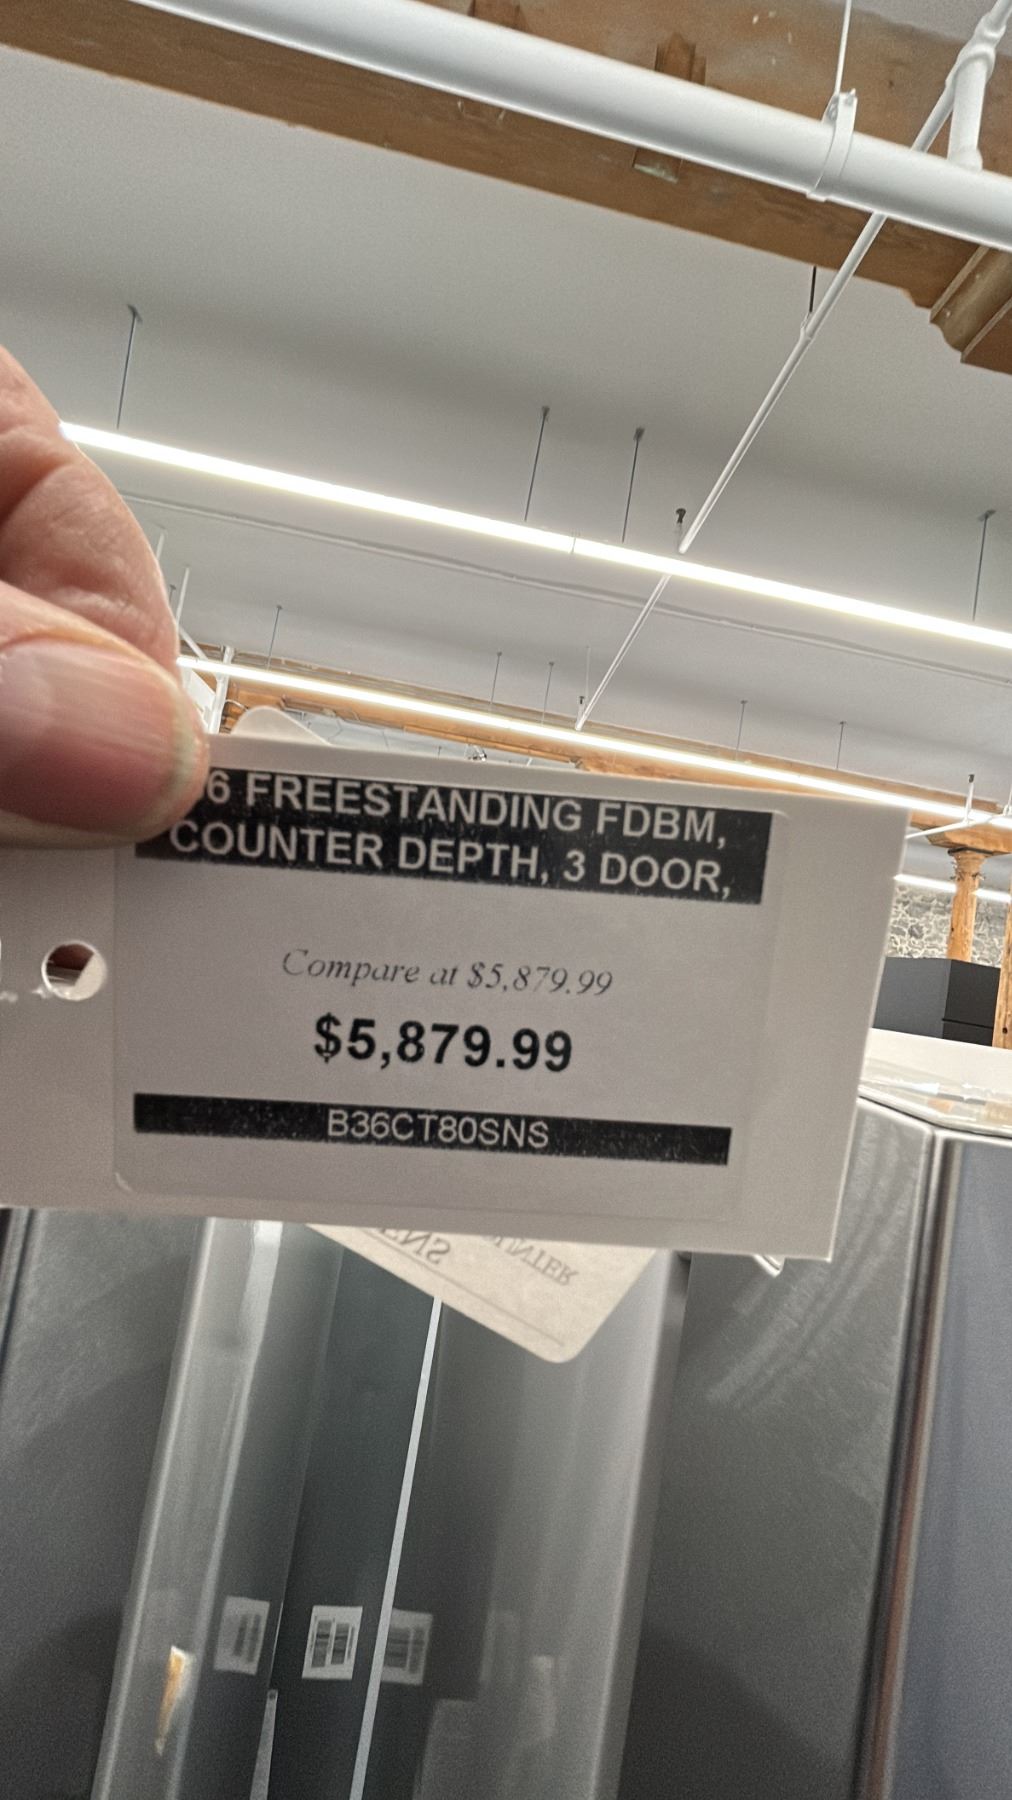 6 FREESTANDING FDBM,
COUNTER DEPTH, 3 DOOR,
Compare at $5,879.99
$5,879.99
B36CT80SNS